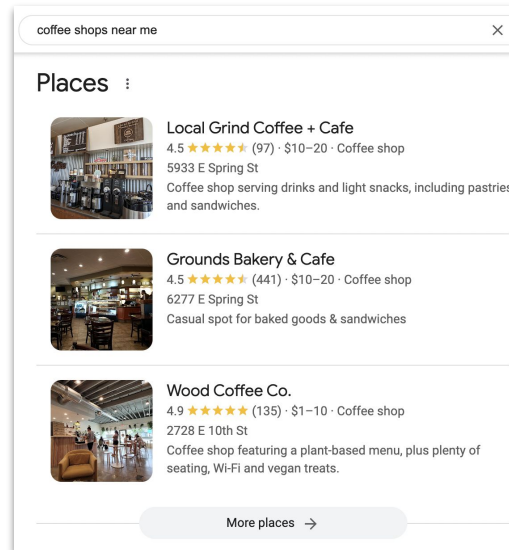 coffee shops near me
Places
Local Grind Coffee + Cafe
4.5 (97) · $10–20 · Coffee shop
5933 E Spring St
Coffee shop serving drinks and light snacks, including pastries
and sandwiches.
Grounds Bakery & Cafe
4.5 (441) · $10–20 · Coffee shop
6277 E Spring St
Casual spot for baked goods & sandwiches
Wood Coffee Co.
4.9 (135) · $1–10 · Coffee shop
2728 E 10th St
Coffee shop featuring a plant-based menu, plus plenty of
seating, Wi-Fi and vegan treats.
More places